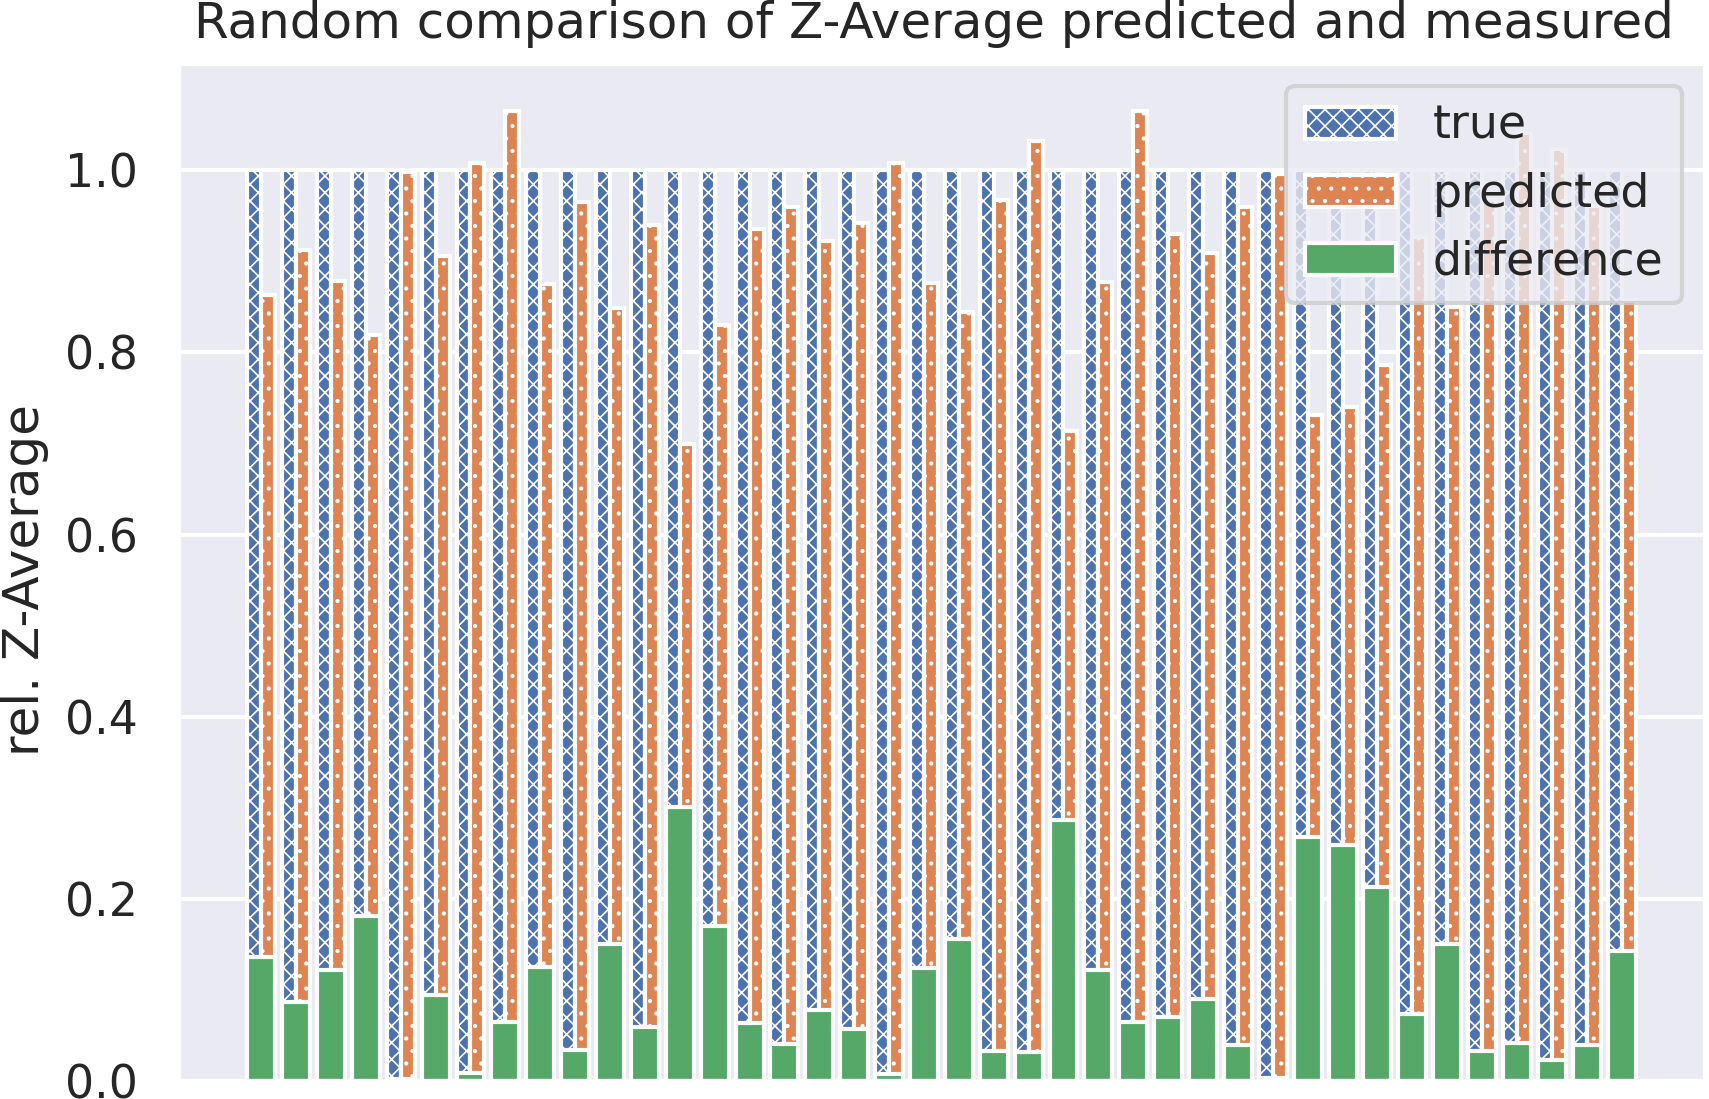 Random comparison of Z-Average predicted and measured
true
predicted
difference
rel. Z-Average
1.0
0.8
0.6
0.4
0.2
0.0